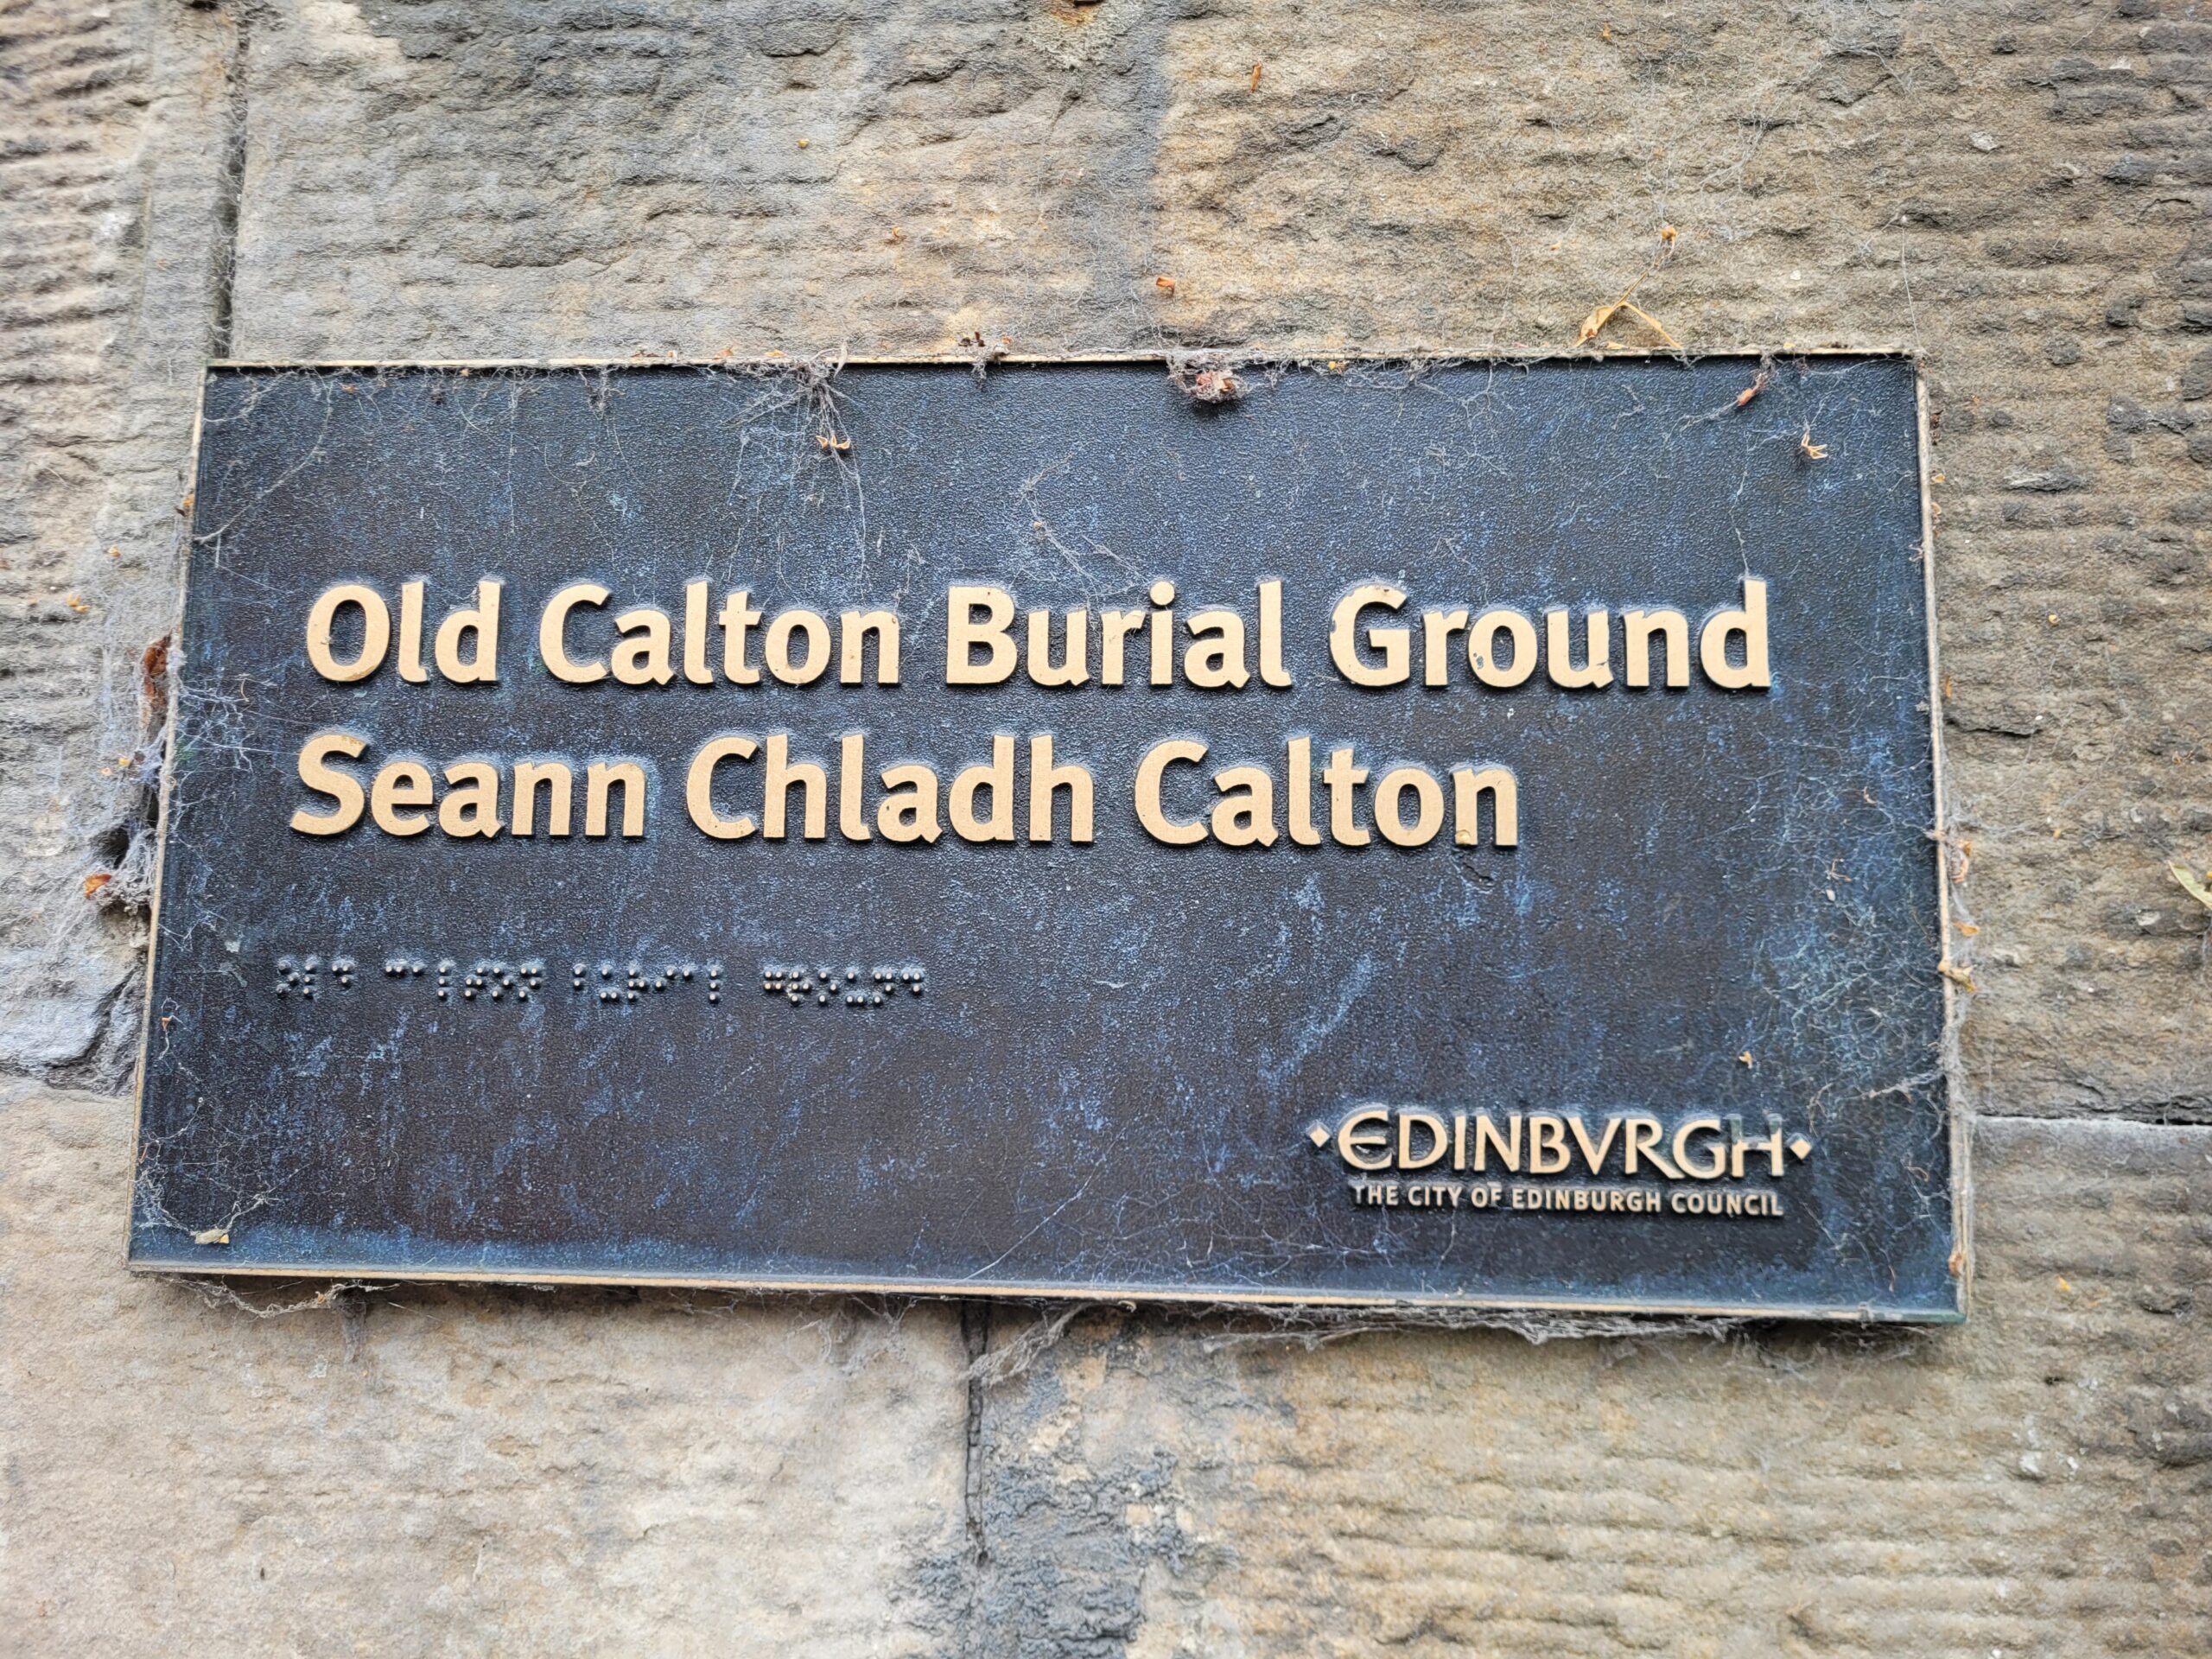 Old Calton Burial Ground
Seann Chladh Calton
EDINBVRGH
THE CITY OF EDINBURGH COUNCIL